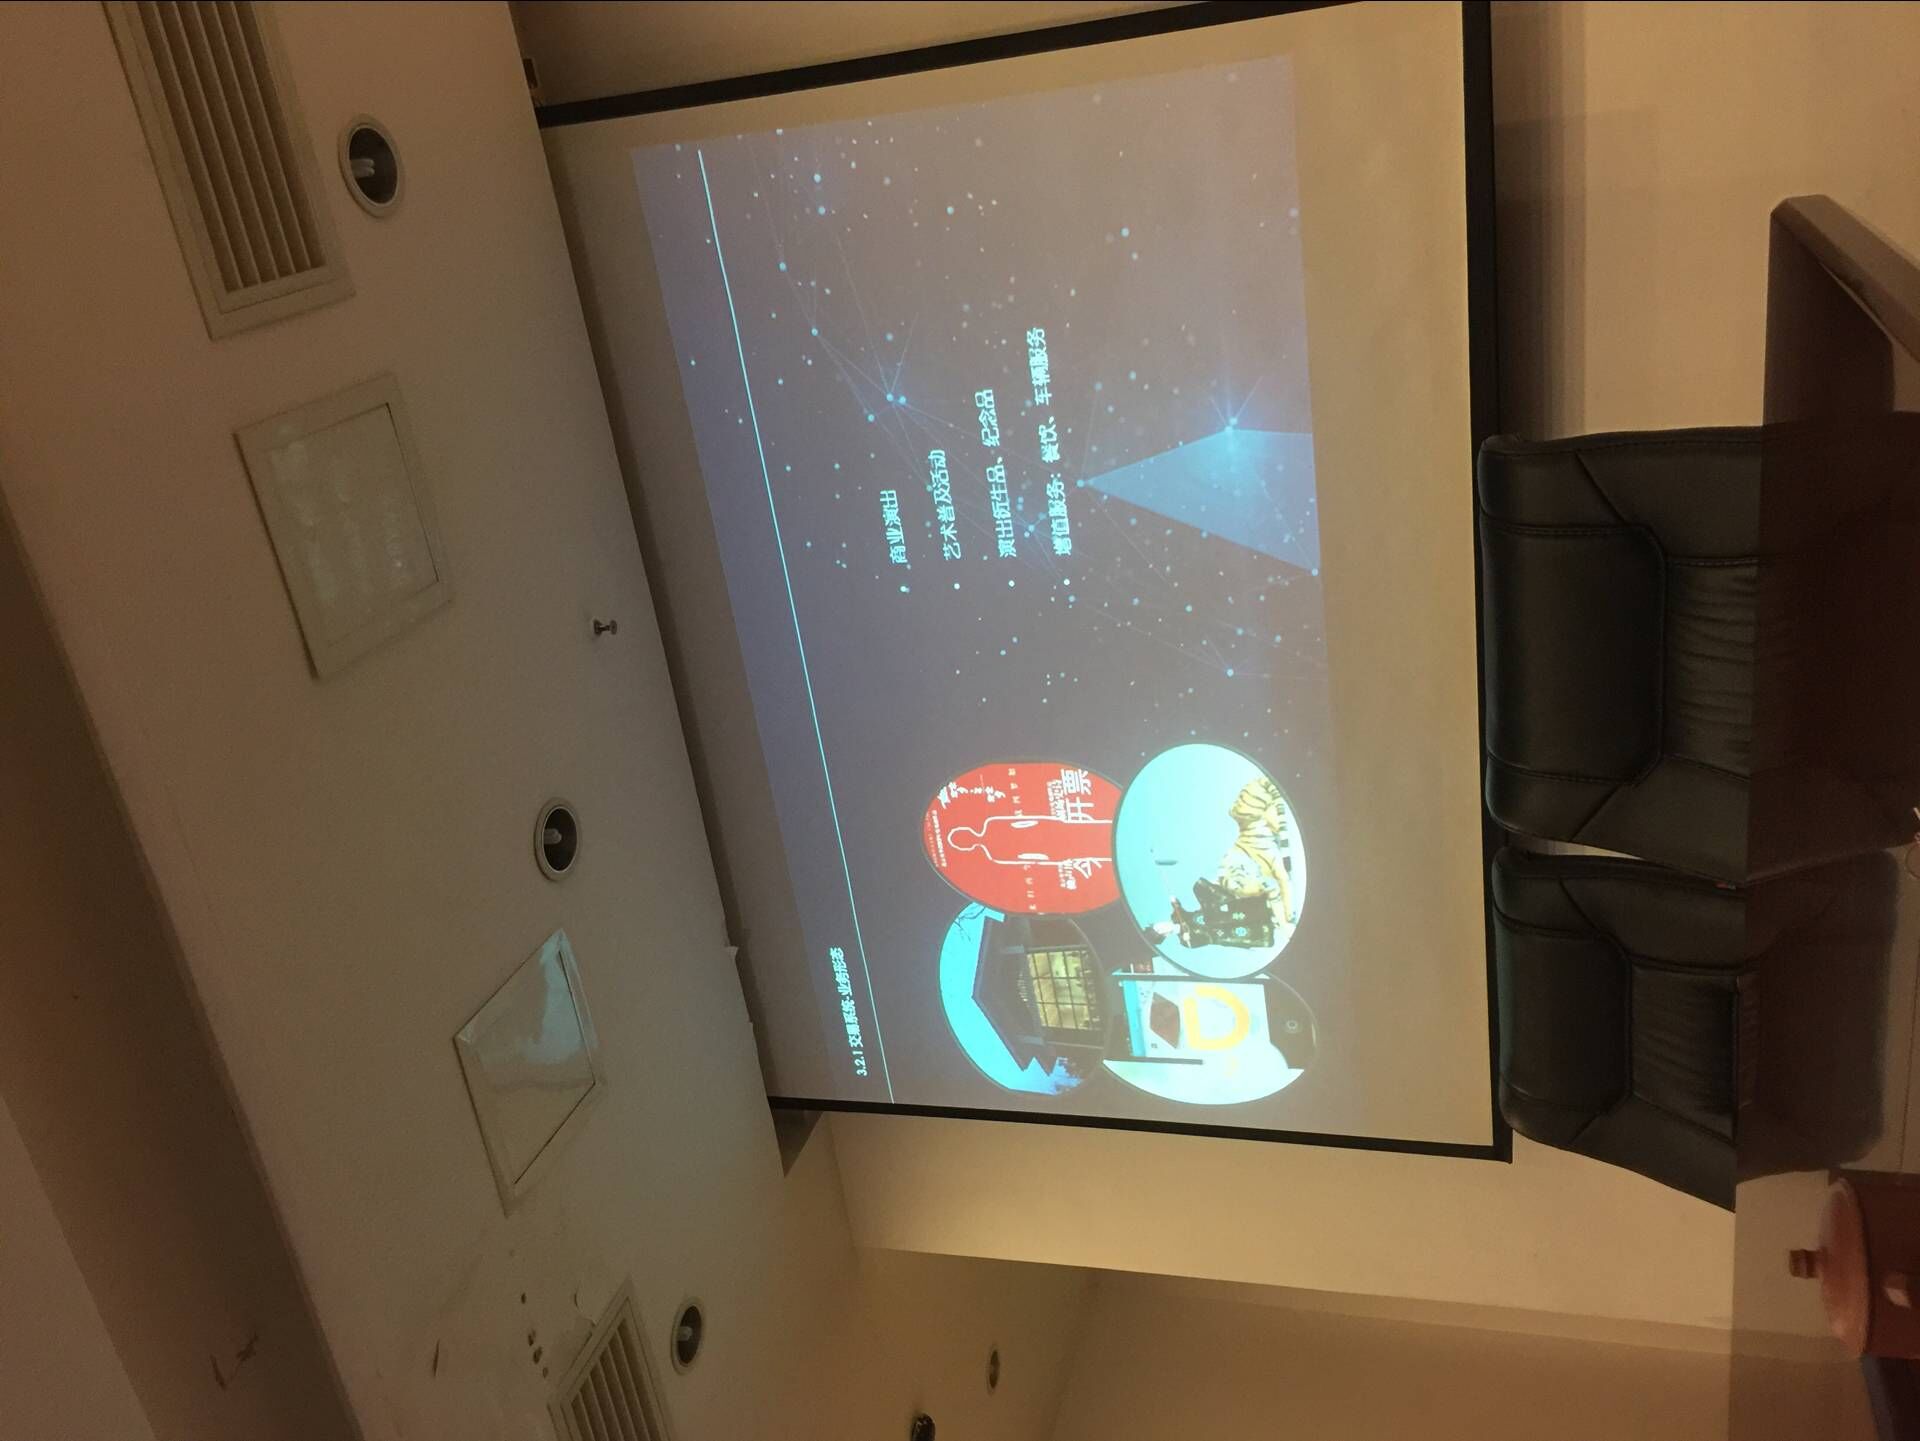 3.2.1 交易系统-业务形态
商业演出
艺术普及活动
演出衍生品、纪念品
增值服务：餐饮、车辆服务
开票